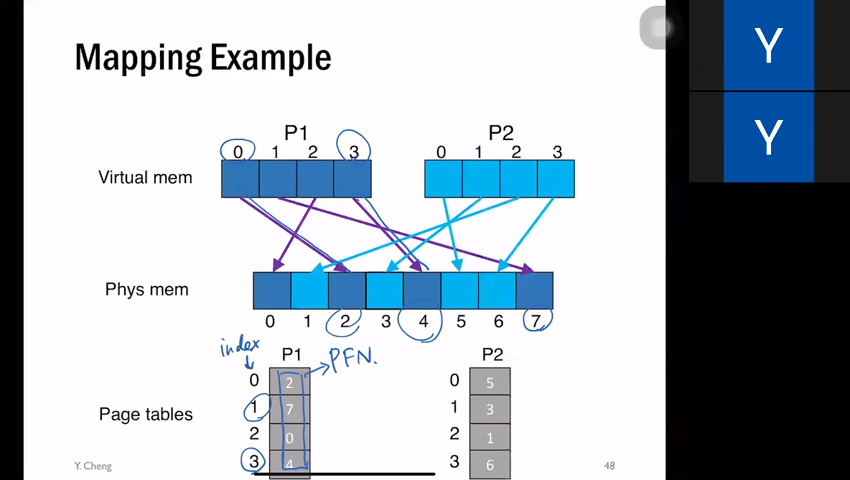 Y
Y
Mapping Example
P1 P2
0 1 2 3 0 1 2 3
Virtual mem
Phys mem
0 1 2 3 4 5 6 7
index P1 PFN. P2
0 2 0 5
1 7 1 3
Page tables
2 0 2 1
3 4 3 6
Y. Cheng 48